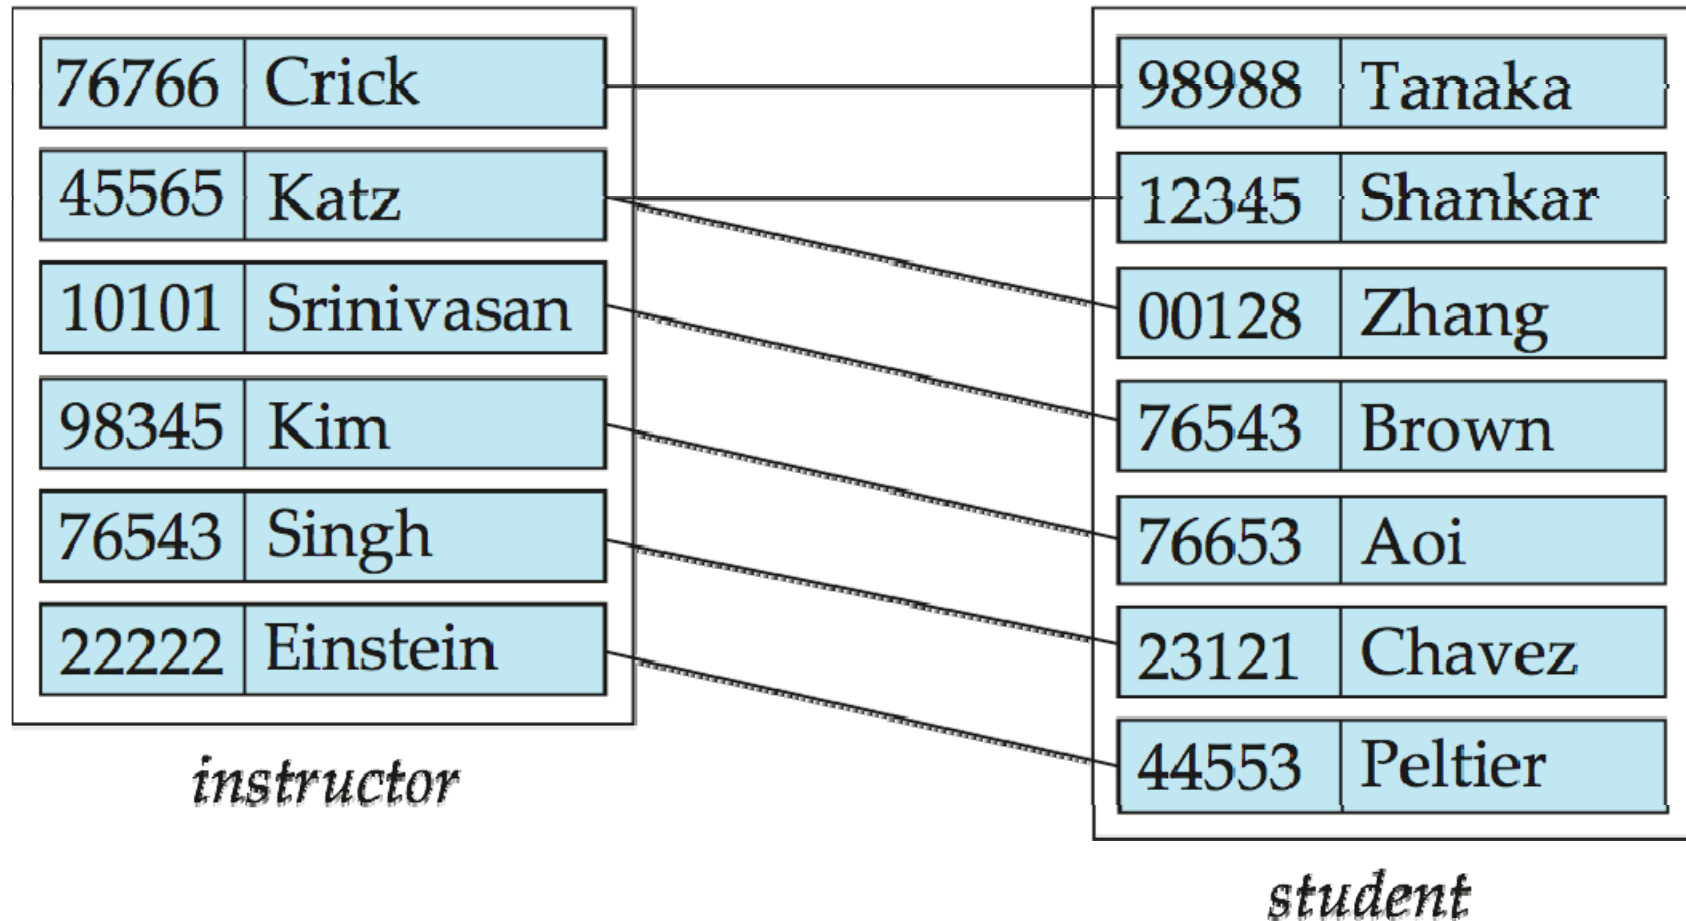 76766 Crick
45565 Katz
10101 Srinivasan
98345 Kim
76543 Singh
22222 Einstein
instructor
98988 Tanaka
12345 Shankar
00128 Zhang
76543 Brown
76653 Aoi
23121 Chavez
44553 Peltier
student